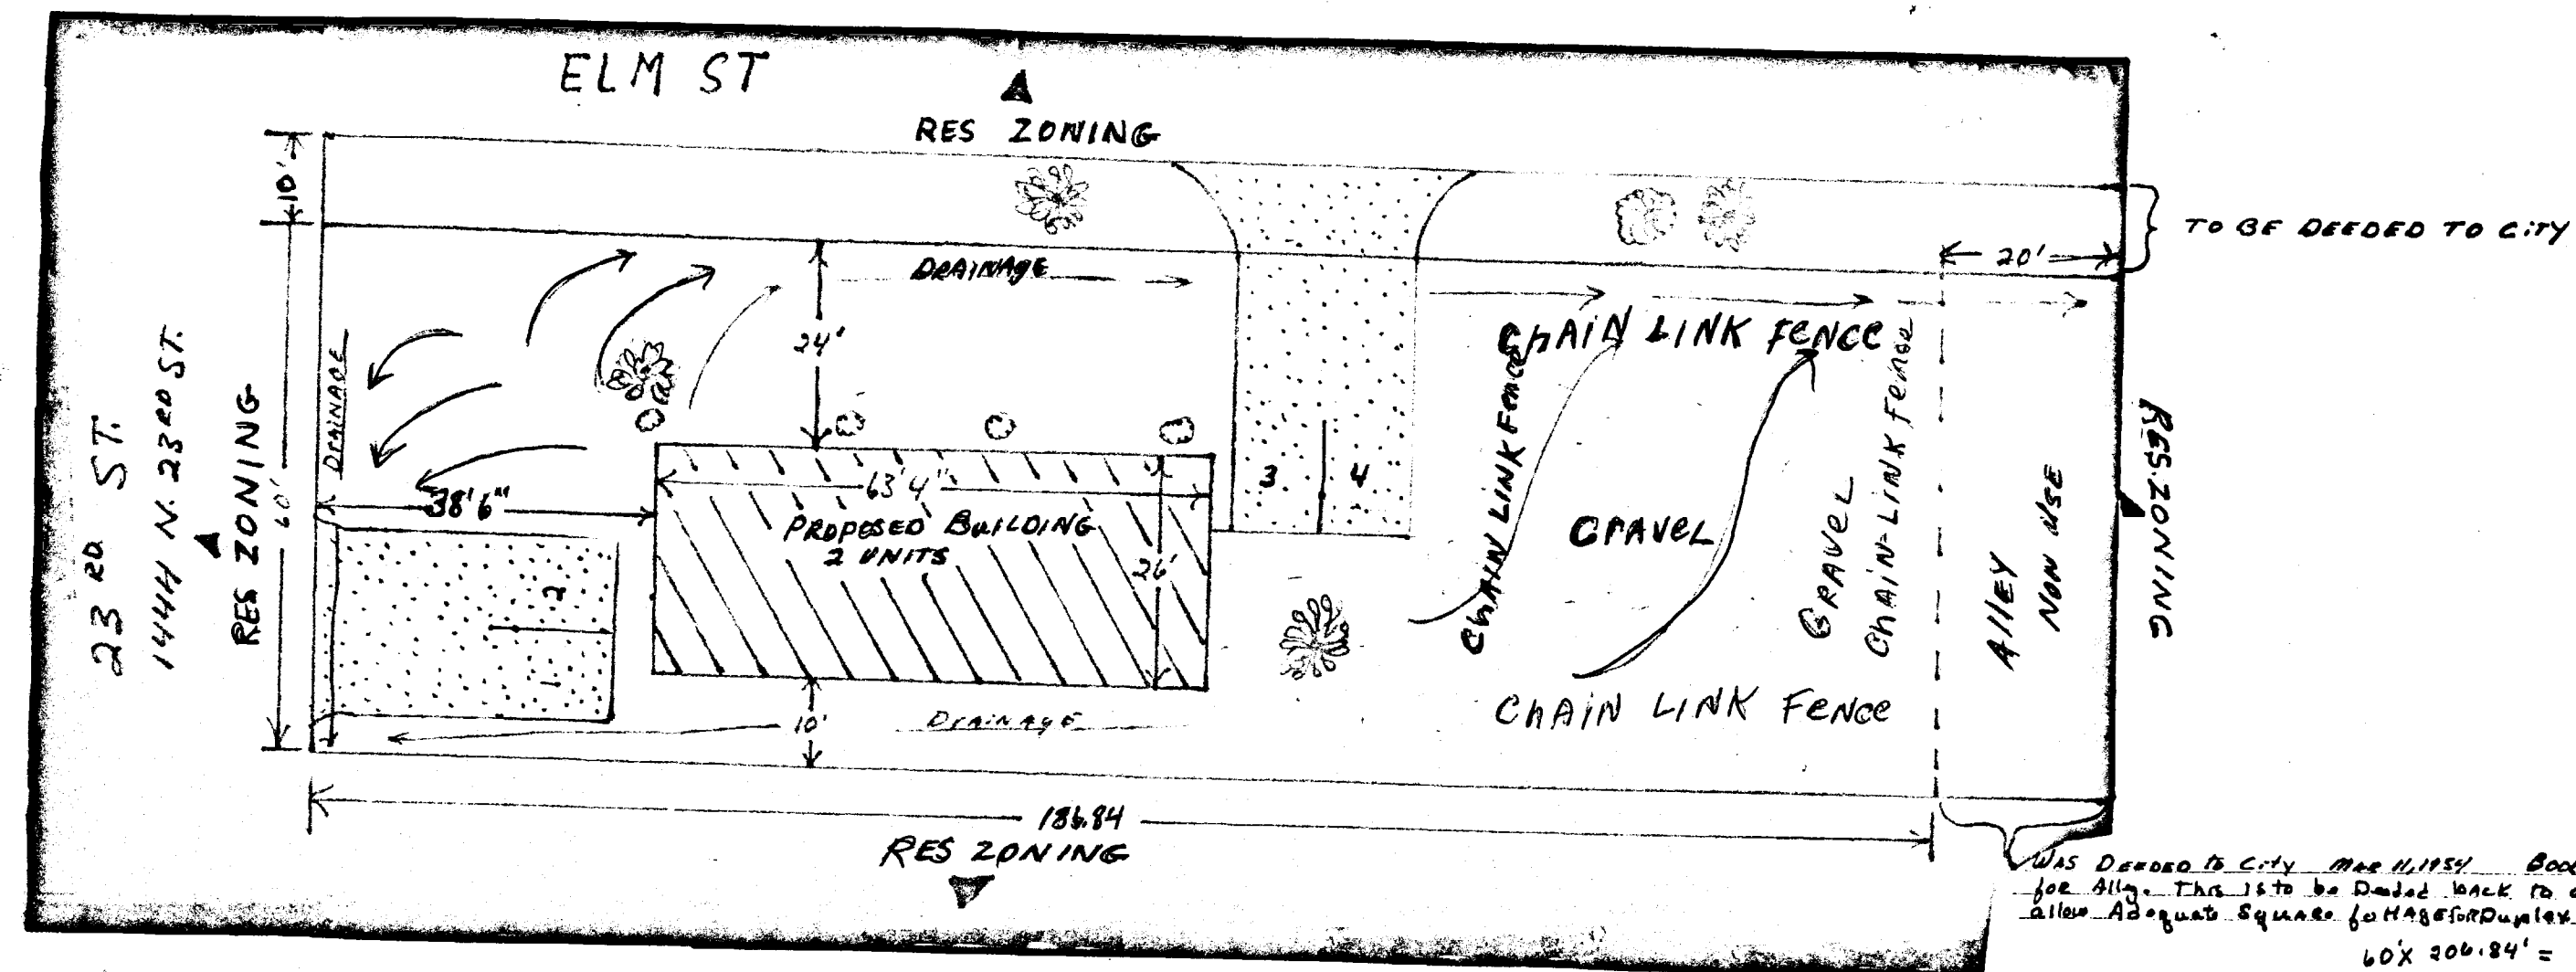 ELM ST
RES ZONING
10'
TO BE DEEDED TO CITY
20'
DRAINAGE
24'
CHAIN LINK FENCE
CHAIN LINK FENCE
CHAIN-LINK FENCE
DRAINAGE
23 RD ST.
1444 N. 23RD ST.
RES ZONING
60'
38'6"
63'4"
PROPOSED BUILDING
2 UNITS
26'
3
4
GRAVEL
GRAVEL
ALLEY
NON USE
RES. ZONING
2
1
10'
DRAINAGE
CHAIN LINK FENCE
186.84
RES ZONING
WAS DEEDED TO City MAR 11, 1954
for Ally. This is to be Deeded BACK to
allow Adequate Square foHAGE FOR Duplex
60'X 206.84' =